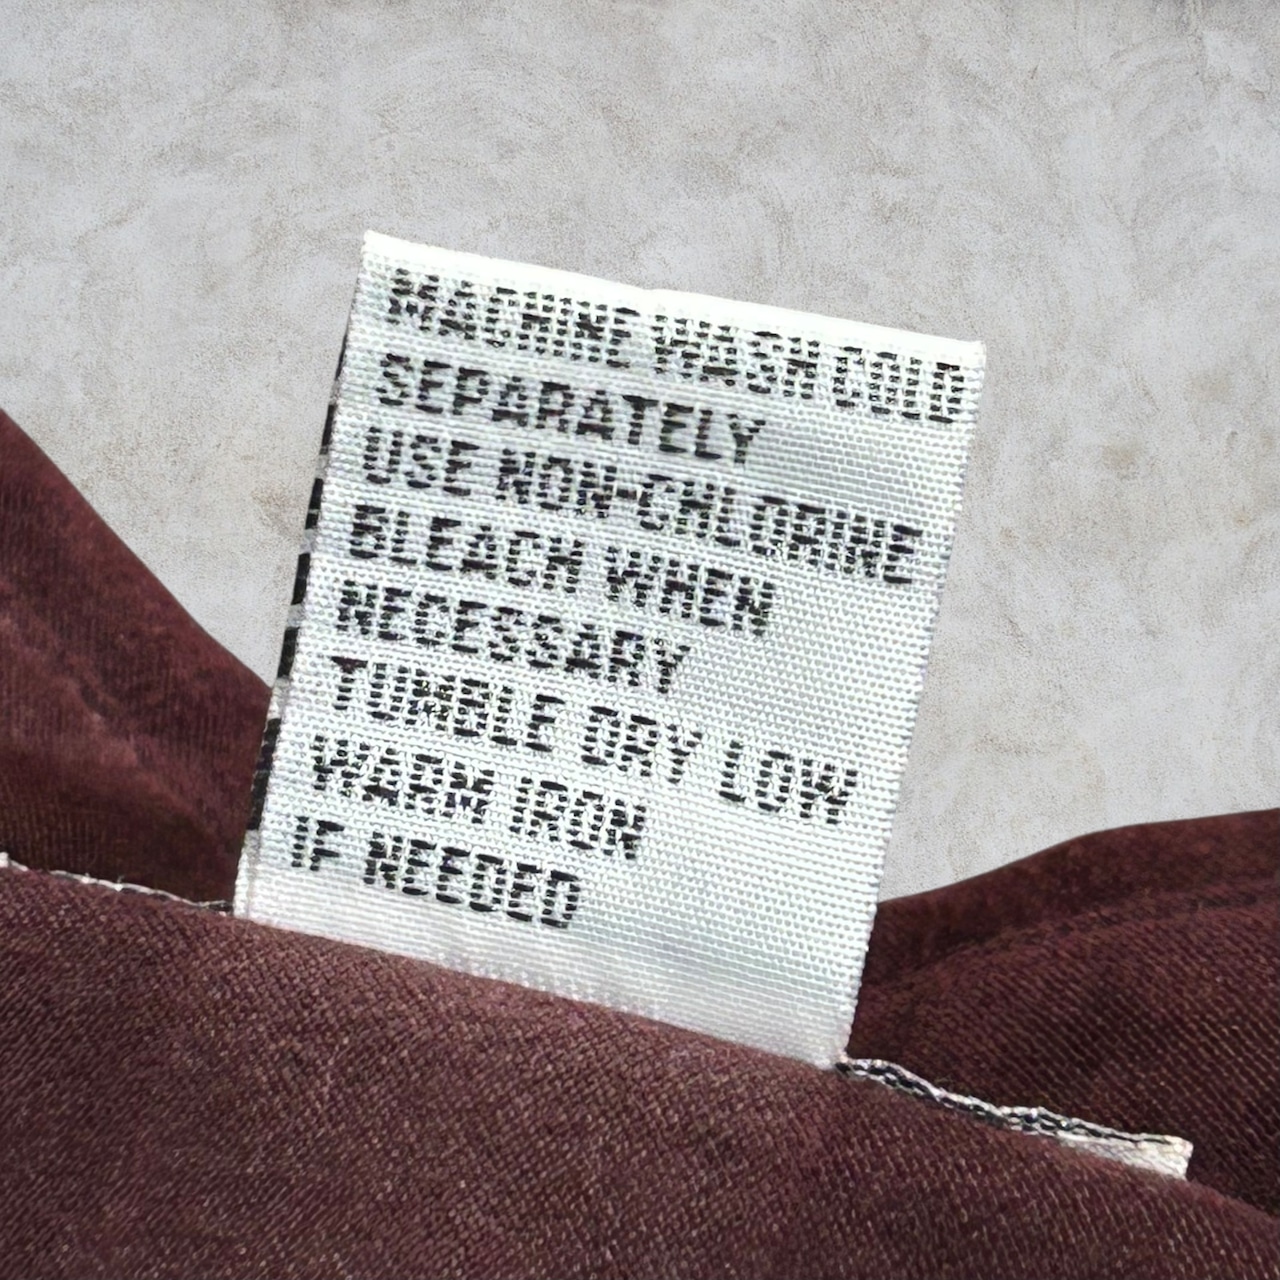 MACHINE WASH COLD
SEPARATELY
USE NON-CHLORINE
BLEACH WHEN
NECESSARY
TUMBLE DRY LOW
WARM IRON
IF NEEDED